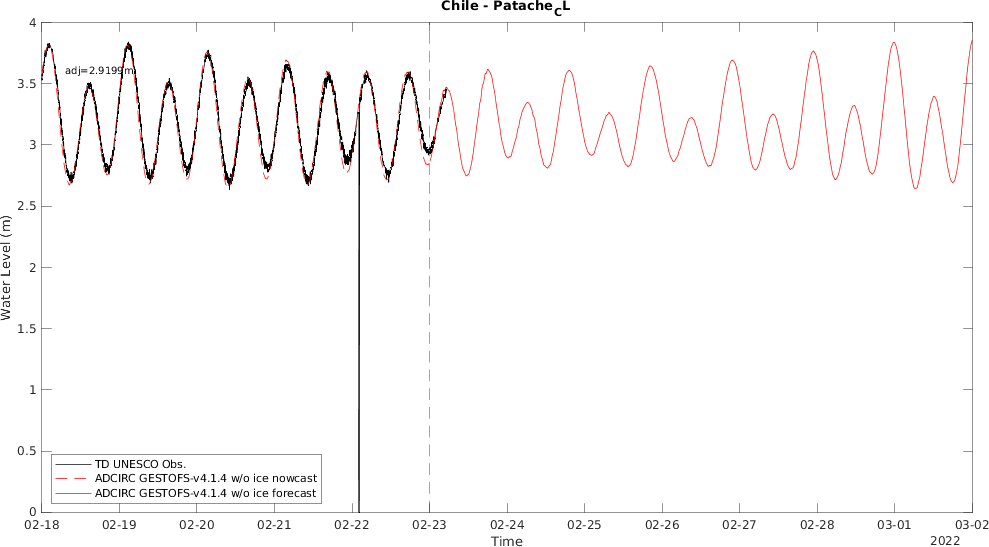 Chile - Patache_CL
4
3.5
3
2.5
2
1.5
1
0.5
0
Water Level (m)
adj=2.9199m
TD UNESCO Obs.
ADCIRC GESTOFS-v4.1.4 w/o ice nowcast
ADCIRC GESTOFS-v4.1.4 w/o ice forecast
02-18 02-19 02-20 02-21 02-22 02-23 02-24 02-25 02-26 02-27 02-28 03-01 03-02
Time
2022